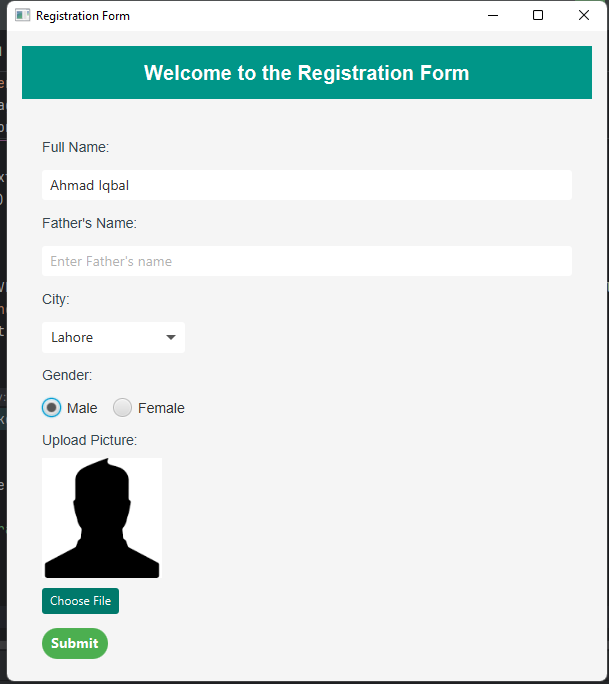 Registration Form
Welcome to the Registration Form
Full Name:
Ahmad Iqbal
Father's Name:
Enter Father's name
City:
Lahore
Gender:
Male Female
Upload Picture:
Choose File
Submit